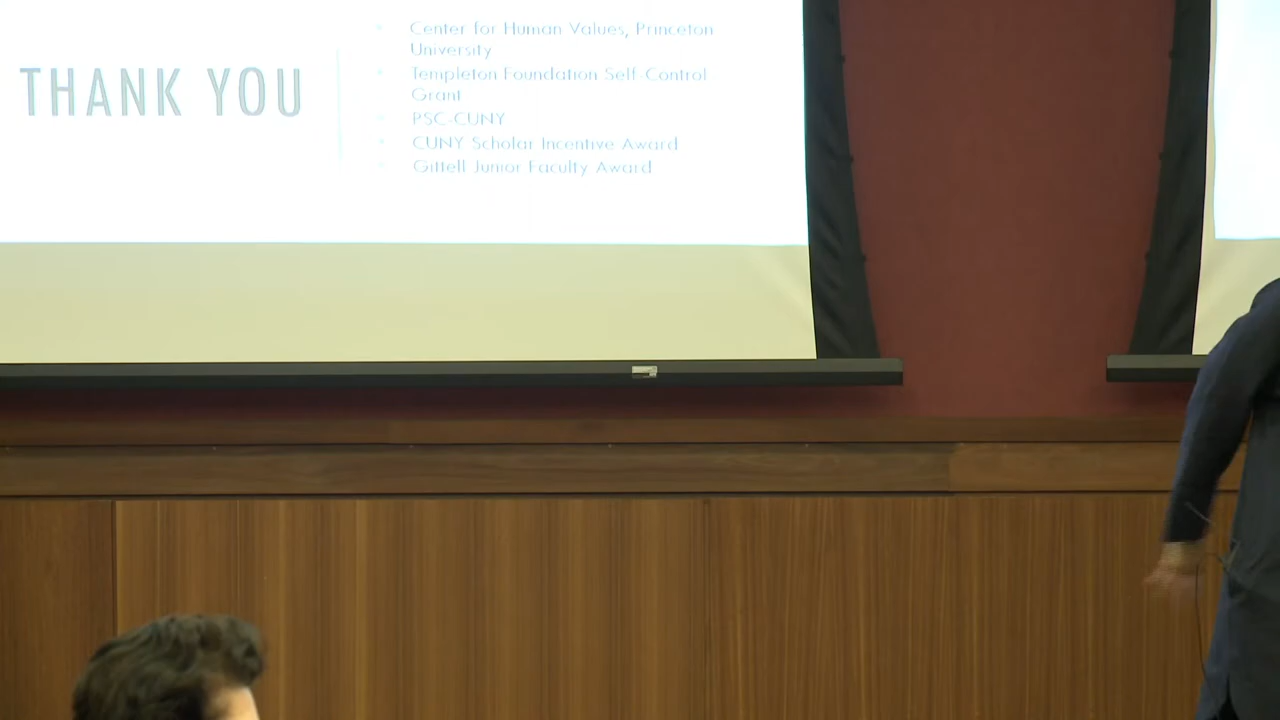 THANK YOU
Center for Human Values, Princeton
University
Templeton Foundation Self-Control
Grant
PSC-CUNY
CUNY Scholar Incentive Award
Gittell Junior Faculty Award